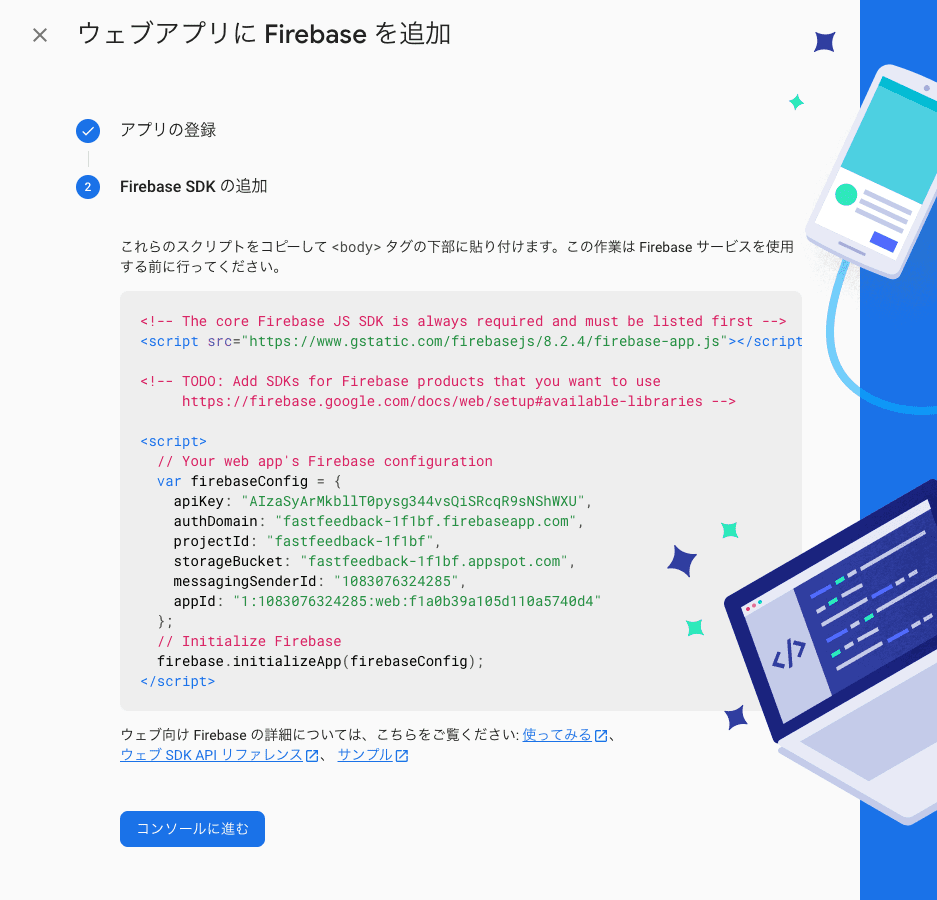 ウェブアプリに Firebase を追加
アプリの登録
2 Firebase SDK の追加
これらのスクリプトをコピーして <body> タグの下部に貼り付けます。この作業は Firebase サービスを使用
する前に行ってください。
<!-- The core Firebase JS SDK is always required and must be listed first -->
<script src="https://www.gstatic.com/firebasejs/8.2.4/firebase-app.js"></script
<!-- TODO: Add SDKs for Firebase products that you want to use
https://firebase.google.com/docs/web/setup#available-libraries -->
<script>
// Your web app's Firebase configuration
var firebaseConfig = {
apiKey: "AIzaSyArMkbllT0pysg344vsQiSRcqR9sNShWXU",
authDomain: "fastfeedback-1f1bf.firebaseapp.com",
projectId: "fastfeedback-1f1bf",
storageBucket: "fastfeedback-1f1bf.appspot.com",
messagingSenderId: "1083076324285",
appId: "1:1083076324285:web:f1a0b39a105d110a5740d4"
};
// Initialize Firebase
firebase.initializeApp(firebaseConfig);
</script>
ウェブ向け Firebase の詳細については、こちらをご覧ください: 使ってみる、
ウェブ SDK API リファレンス、 サンプル
コンソールに進む
</>